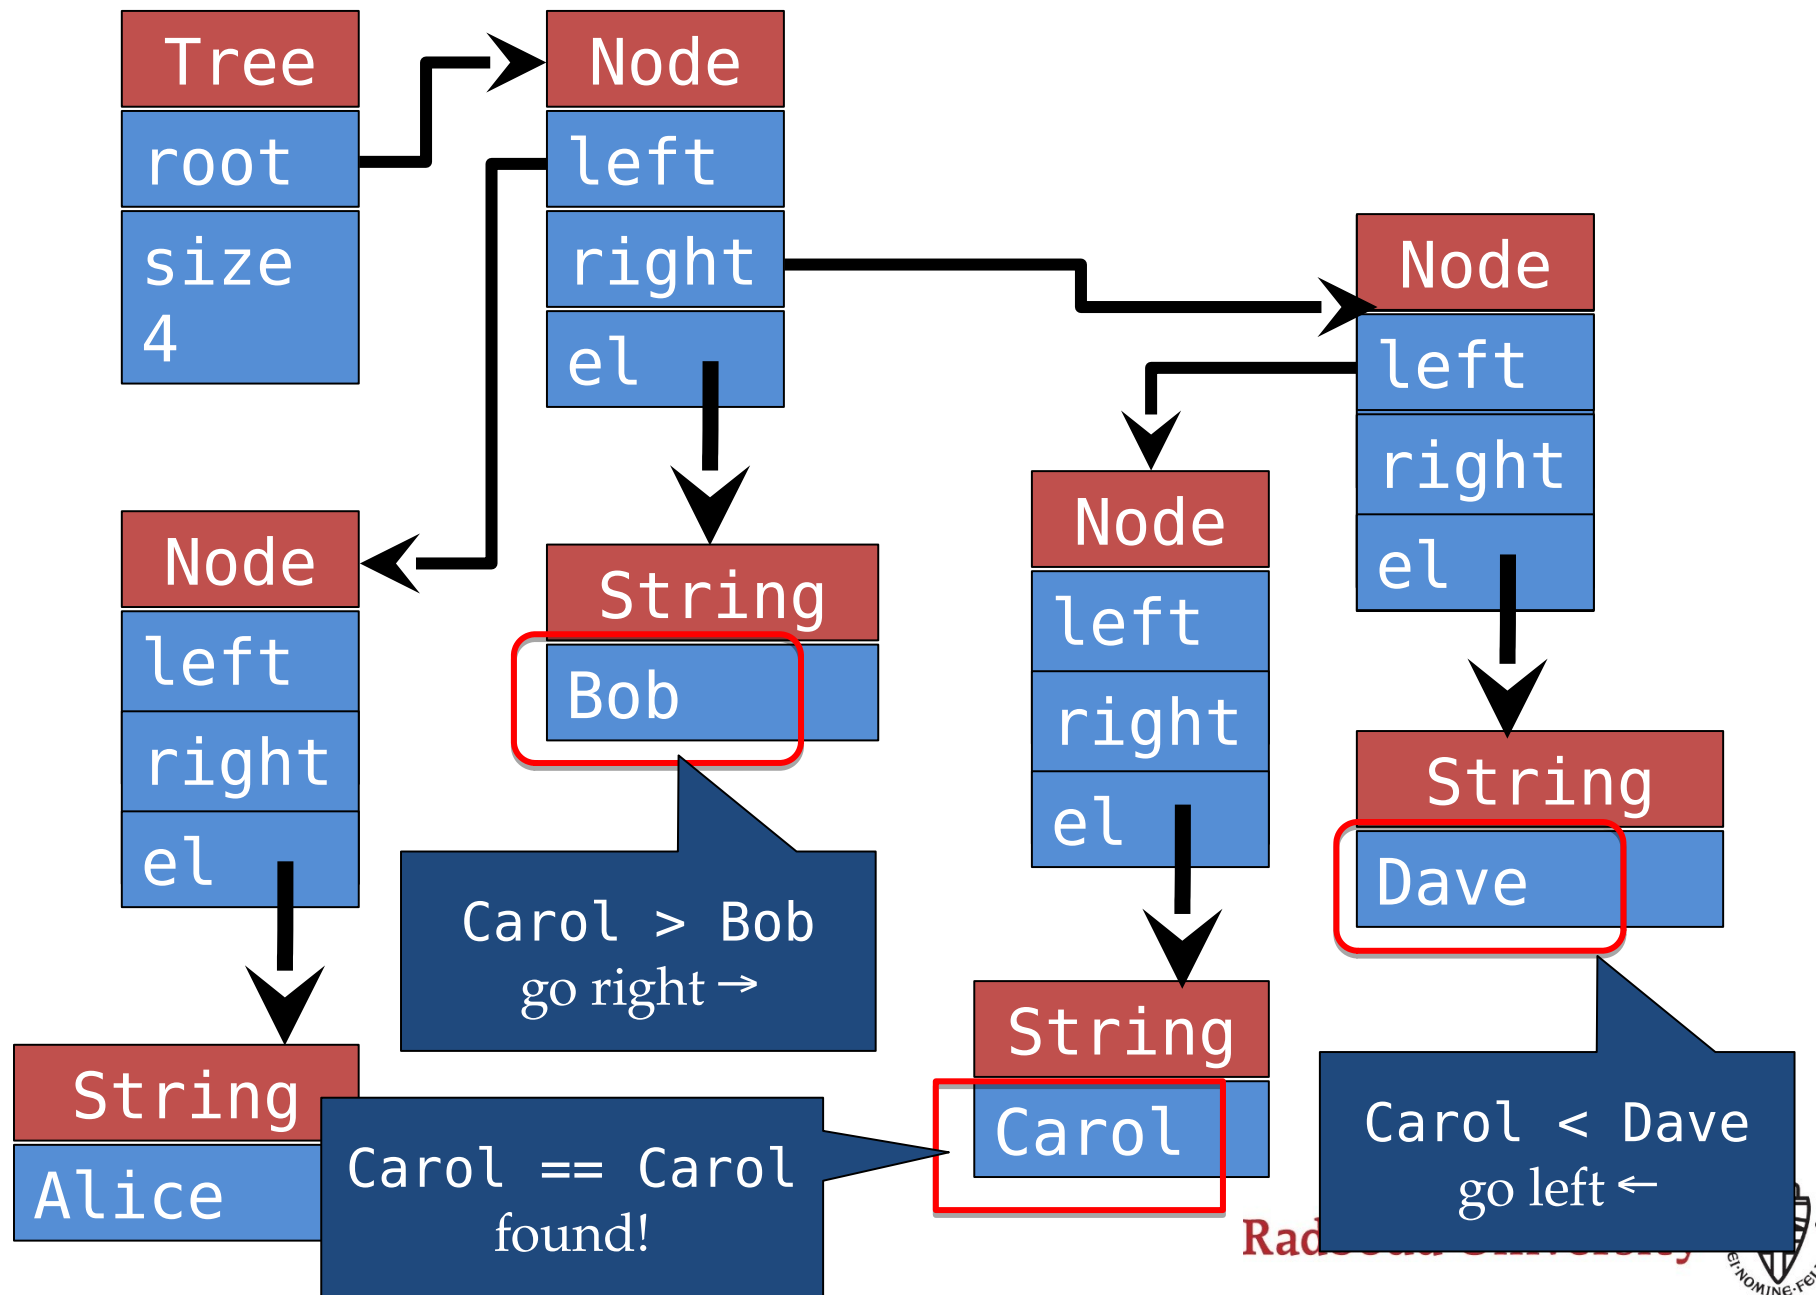 Tree
root
size
4
Node
left
right
el
Node
left
right
el
Node
left
right
el
String
Bob
Node
left
right
el
String
Dave
Carol > Bob
go right →
String
Alice
Carol == Carol
found!
String
Carol
Carol < Dave
go left ←